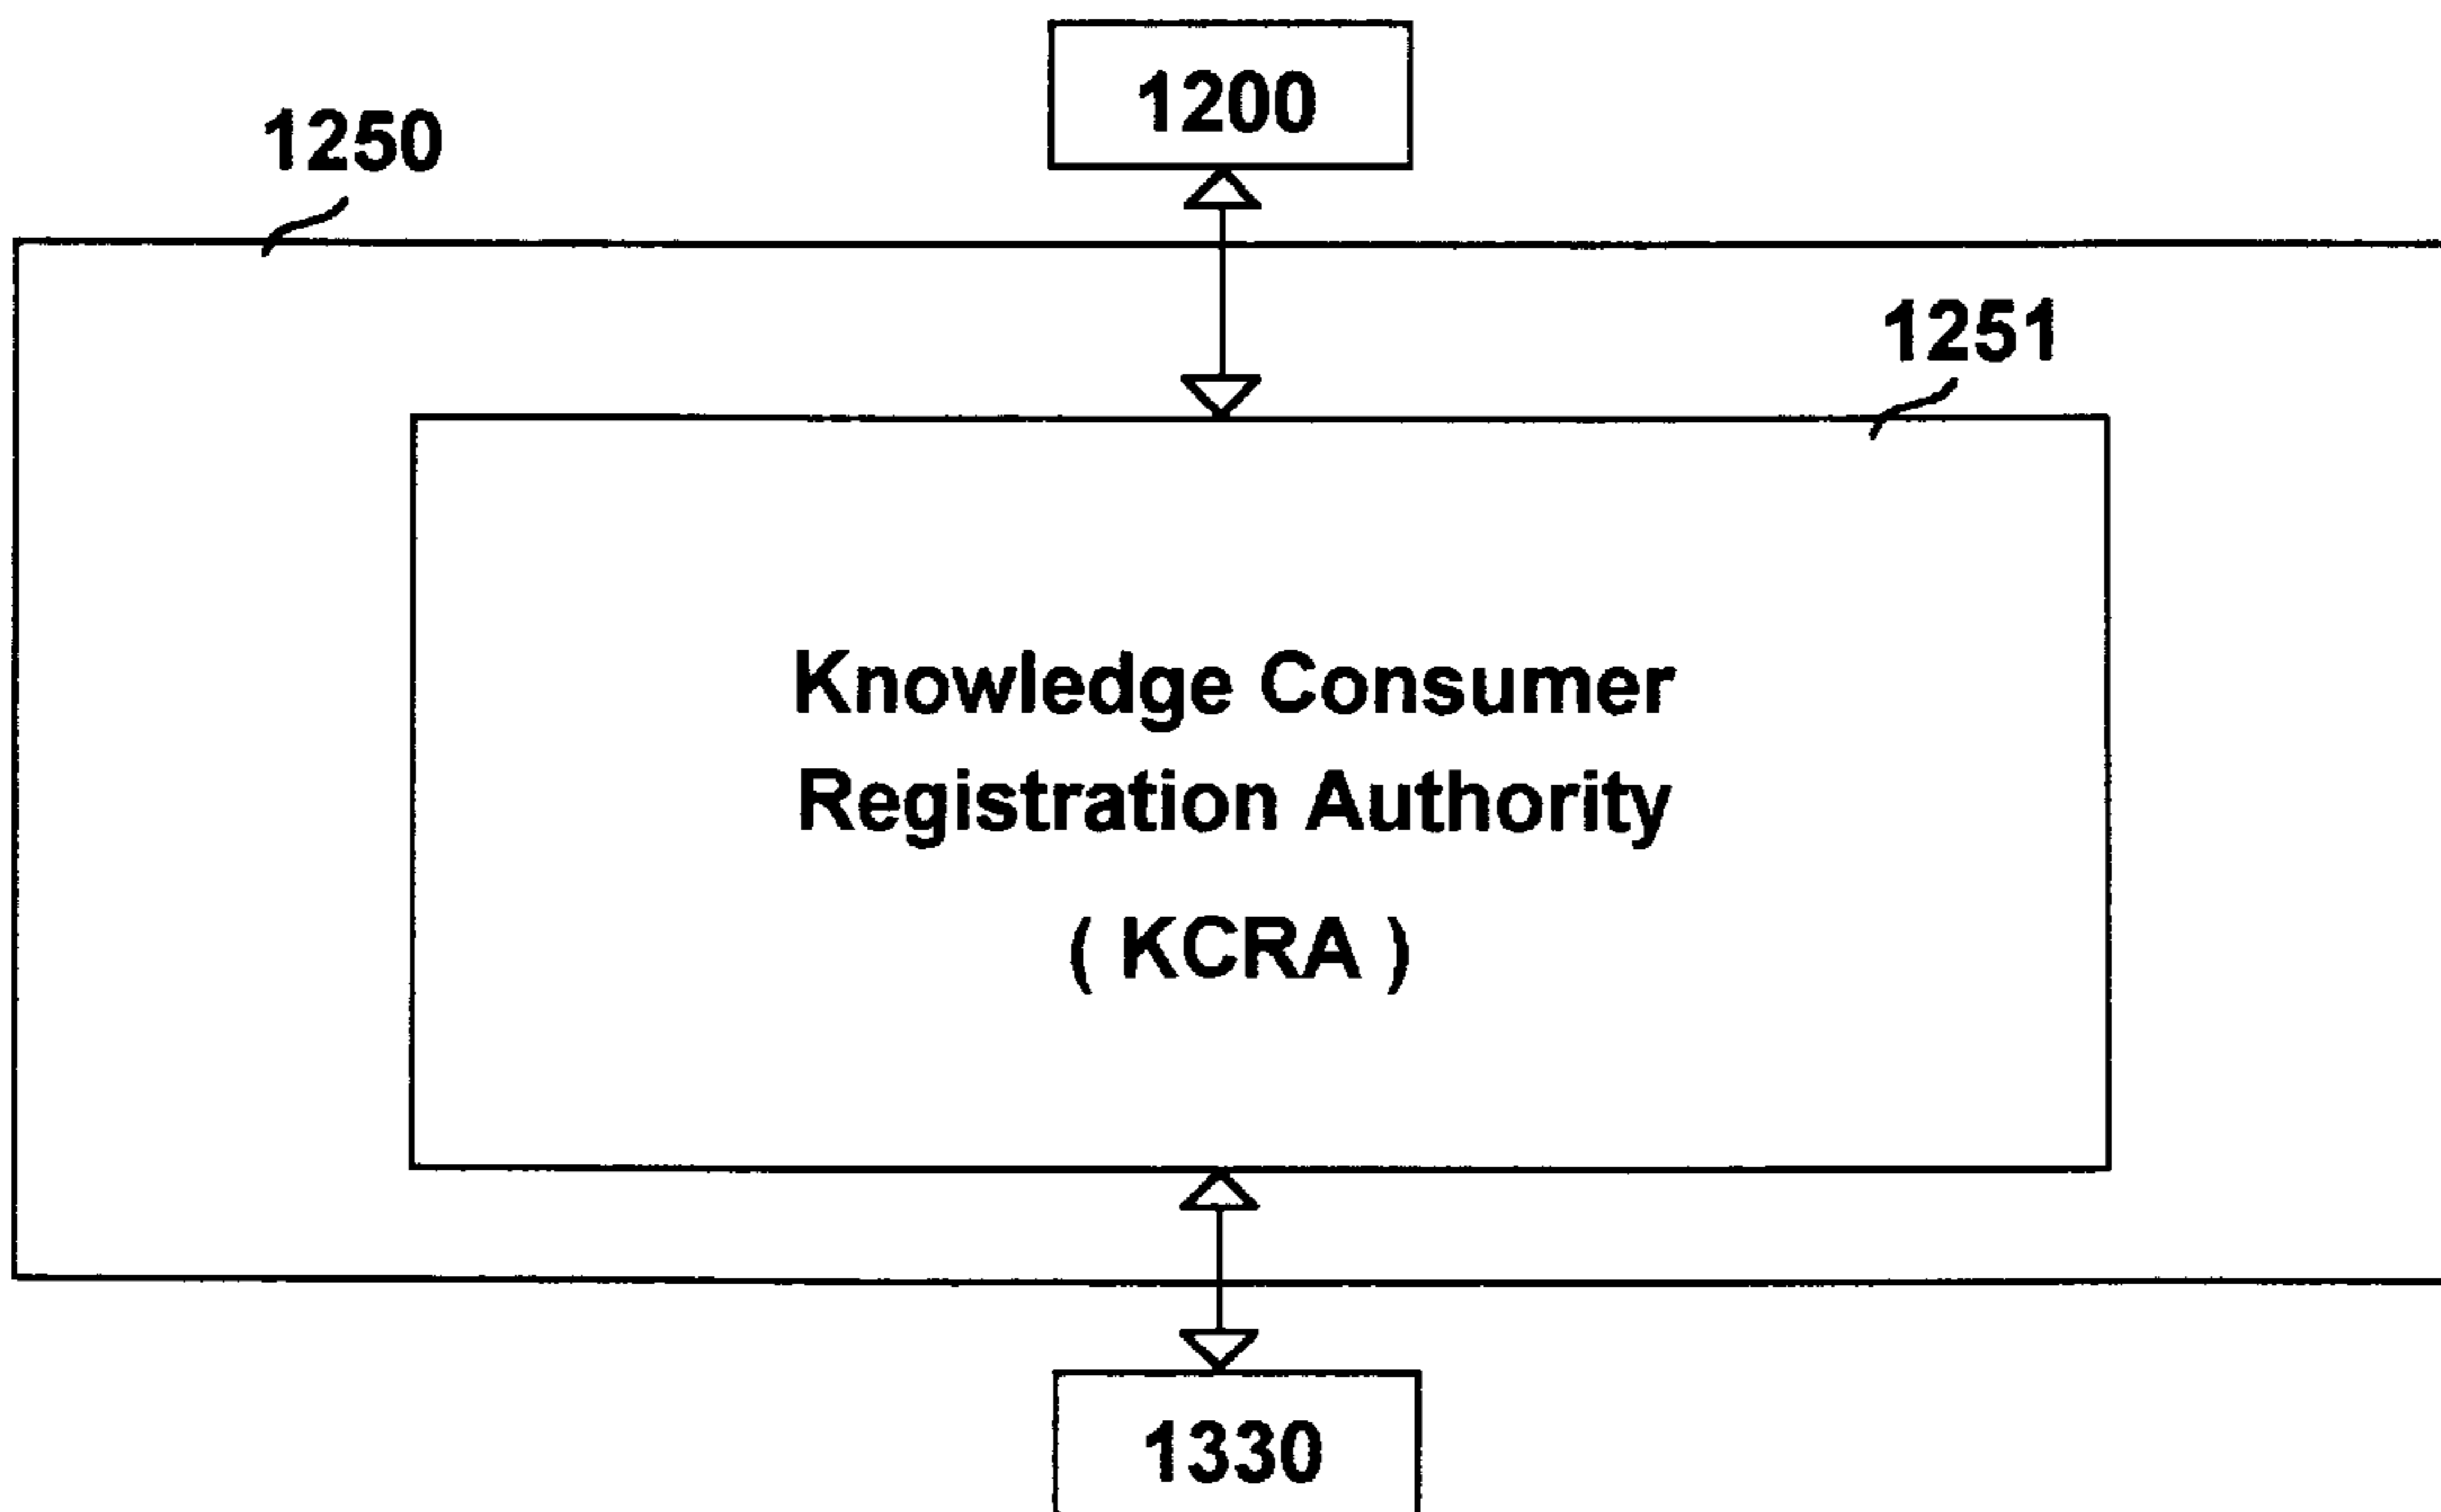 1200
1250
1251
Knowledge Consumer
Registration Authority
( KCRA )
1330